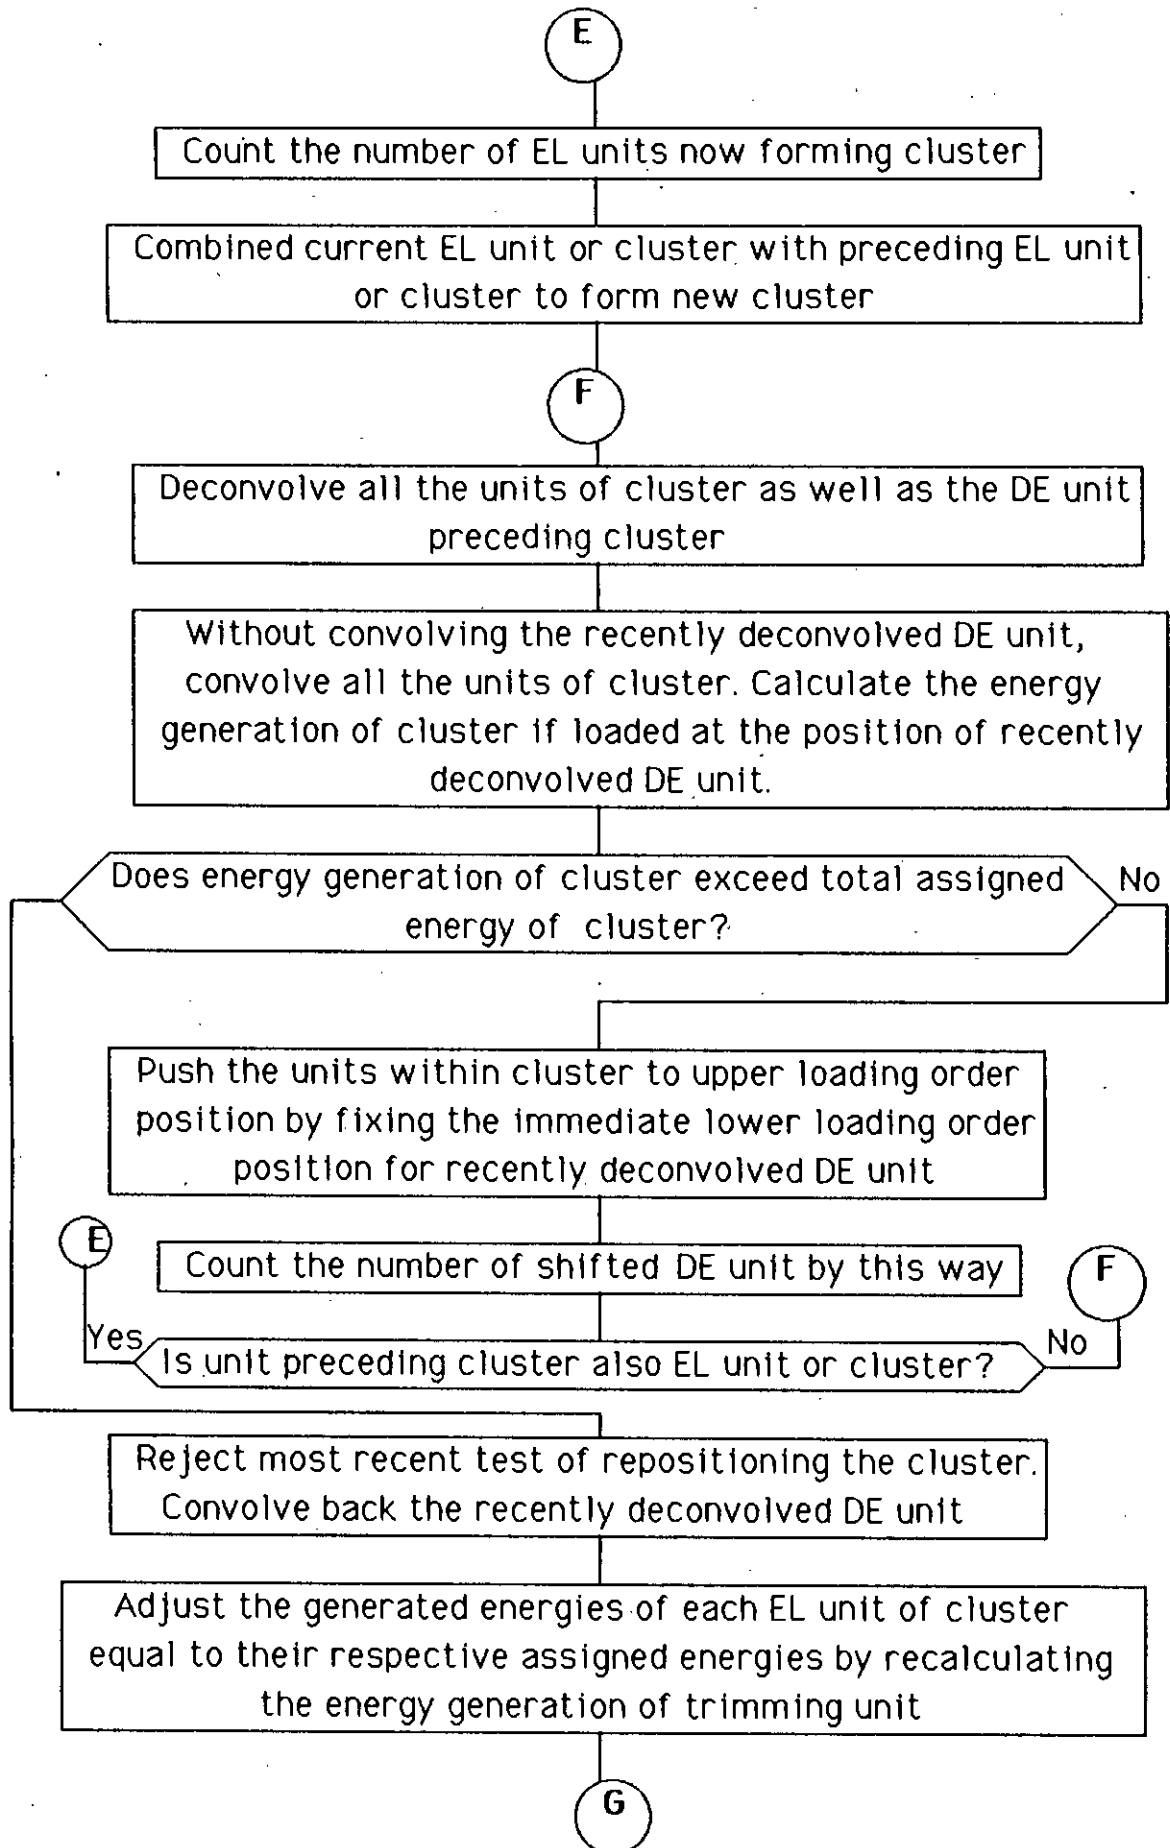 E
Count the number of EL units now forming cluster
Combined current EL unit or cluster with preceding EL unit
or cluster to form new cluster
F
Deconvolve all the units of cluster as well as the DE unit
preceding cluster
Without convolving the recently deconvolved DE unit,
convolve all the units of cluster. Calculate the energy
generation of cluster if loaded at the position of recently
deconvolved DE unit.
Does energy generation of cluster exceed total assigned
energy of cluster?
No
Push the units within cluster to upper loading order
position by fixing the immediate lower loading order
position for recently deconvolved DE unit
E
Count the number of shifted DE unit by this way
F
Yes
Is unit preceding cluster also EL unit or cluster?
No
Reject most recent test of repositioning the cluster.
Convolve back the recently deconvolved DE unit
Adjust the generated energies of each EL unit of cluster
equal to their respective assigned energies by recalculating
the energy generation of trimming unit
G